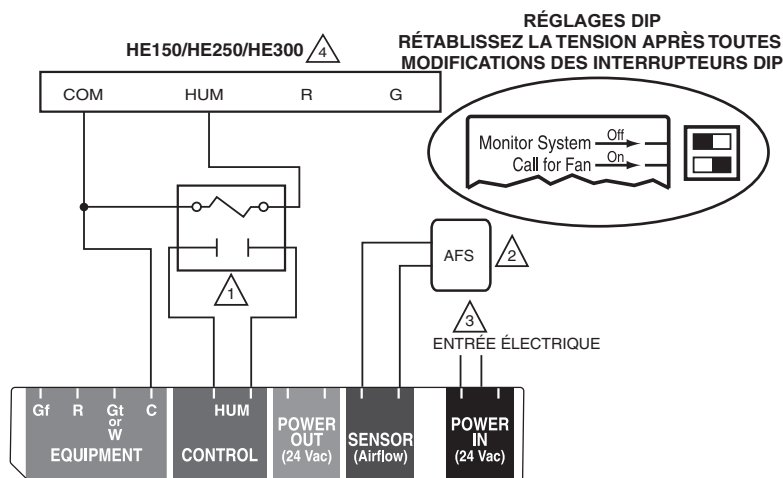 RÉGLAGES DIP
RÉTABLISSEZ LA TENSION APRÈS TOUTES
MODIFICATIONS DES INTERRUPTEURS DIP
HE150/HE250/HE300 4
COM HUM R G
Monitor System Off
Call for Fan On
AFS 2
1
3
ENTRÉE ÉLECTRIQUE
Gf R Gt or W C
EQUIPMENT
HUM
CONTROL
POWER
OUT
(24 Vac)
SENSOR
(Airflow)
POWER
IN
(24 Vac)